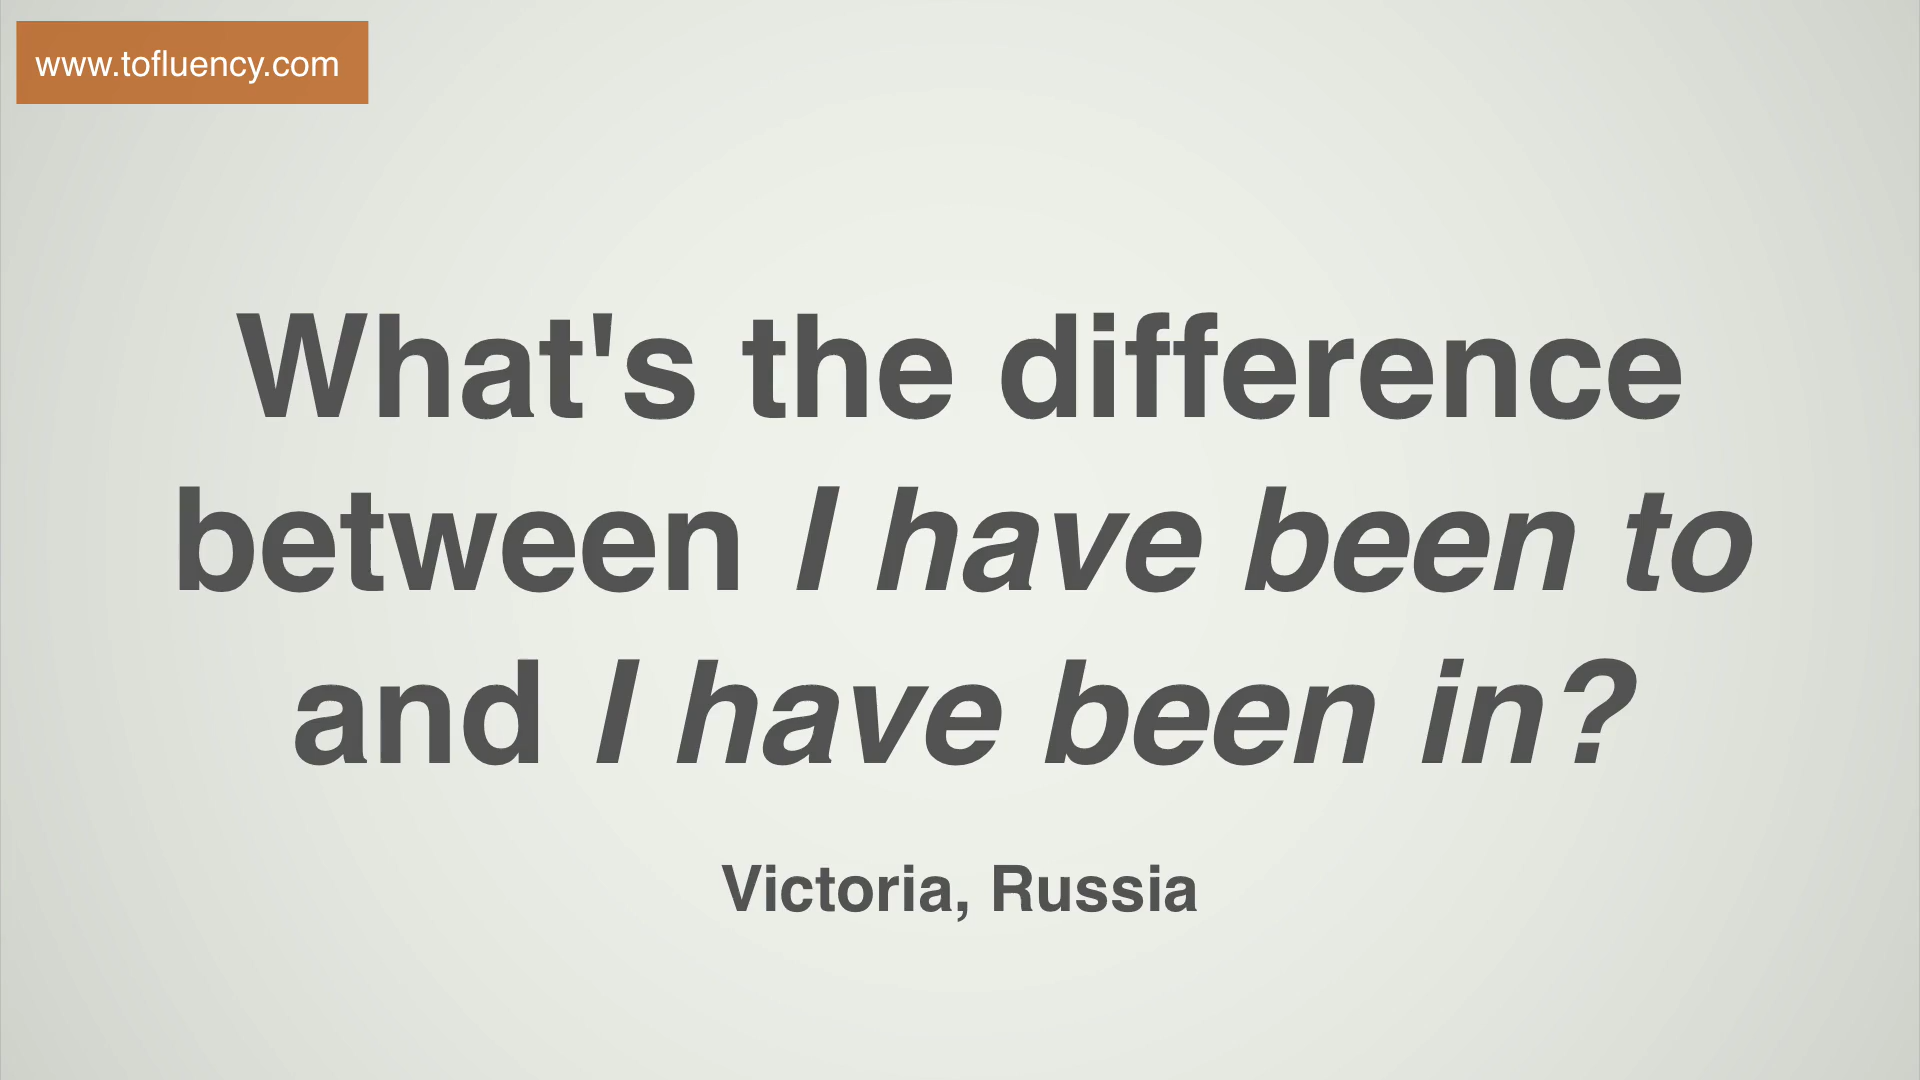 www.tofluency.com
What's the difference
between I have been to
and I have been in?
Victoria, Russia